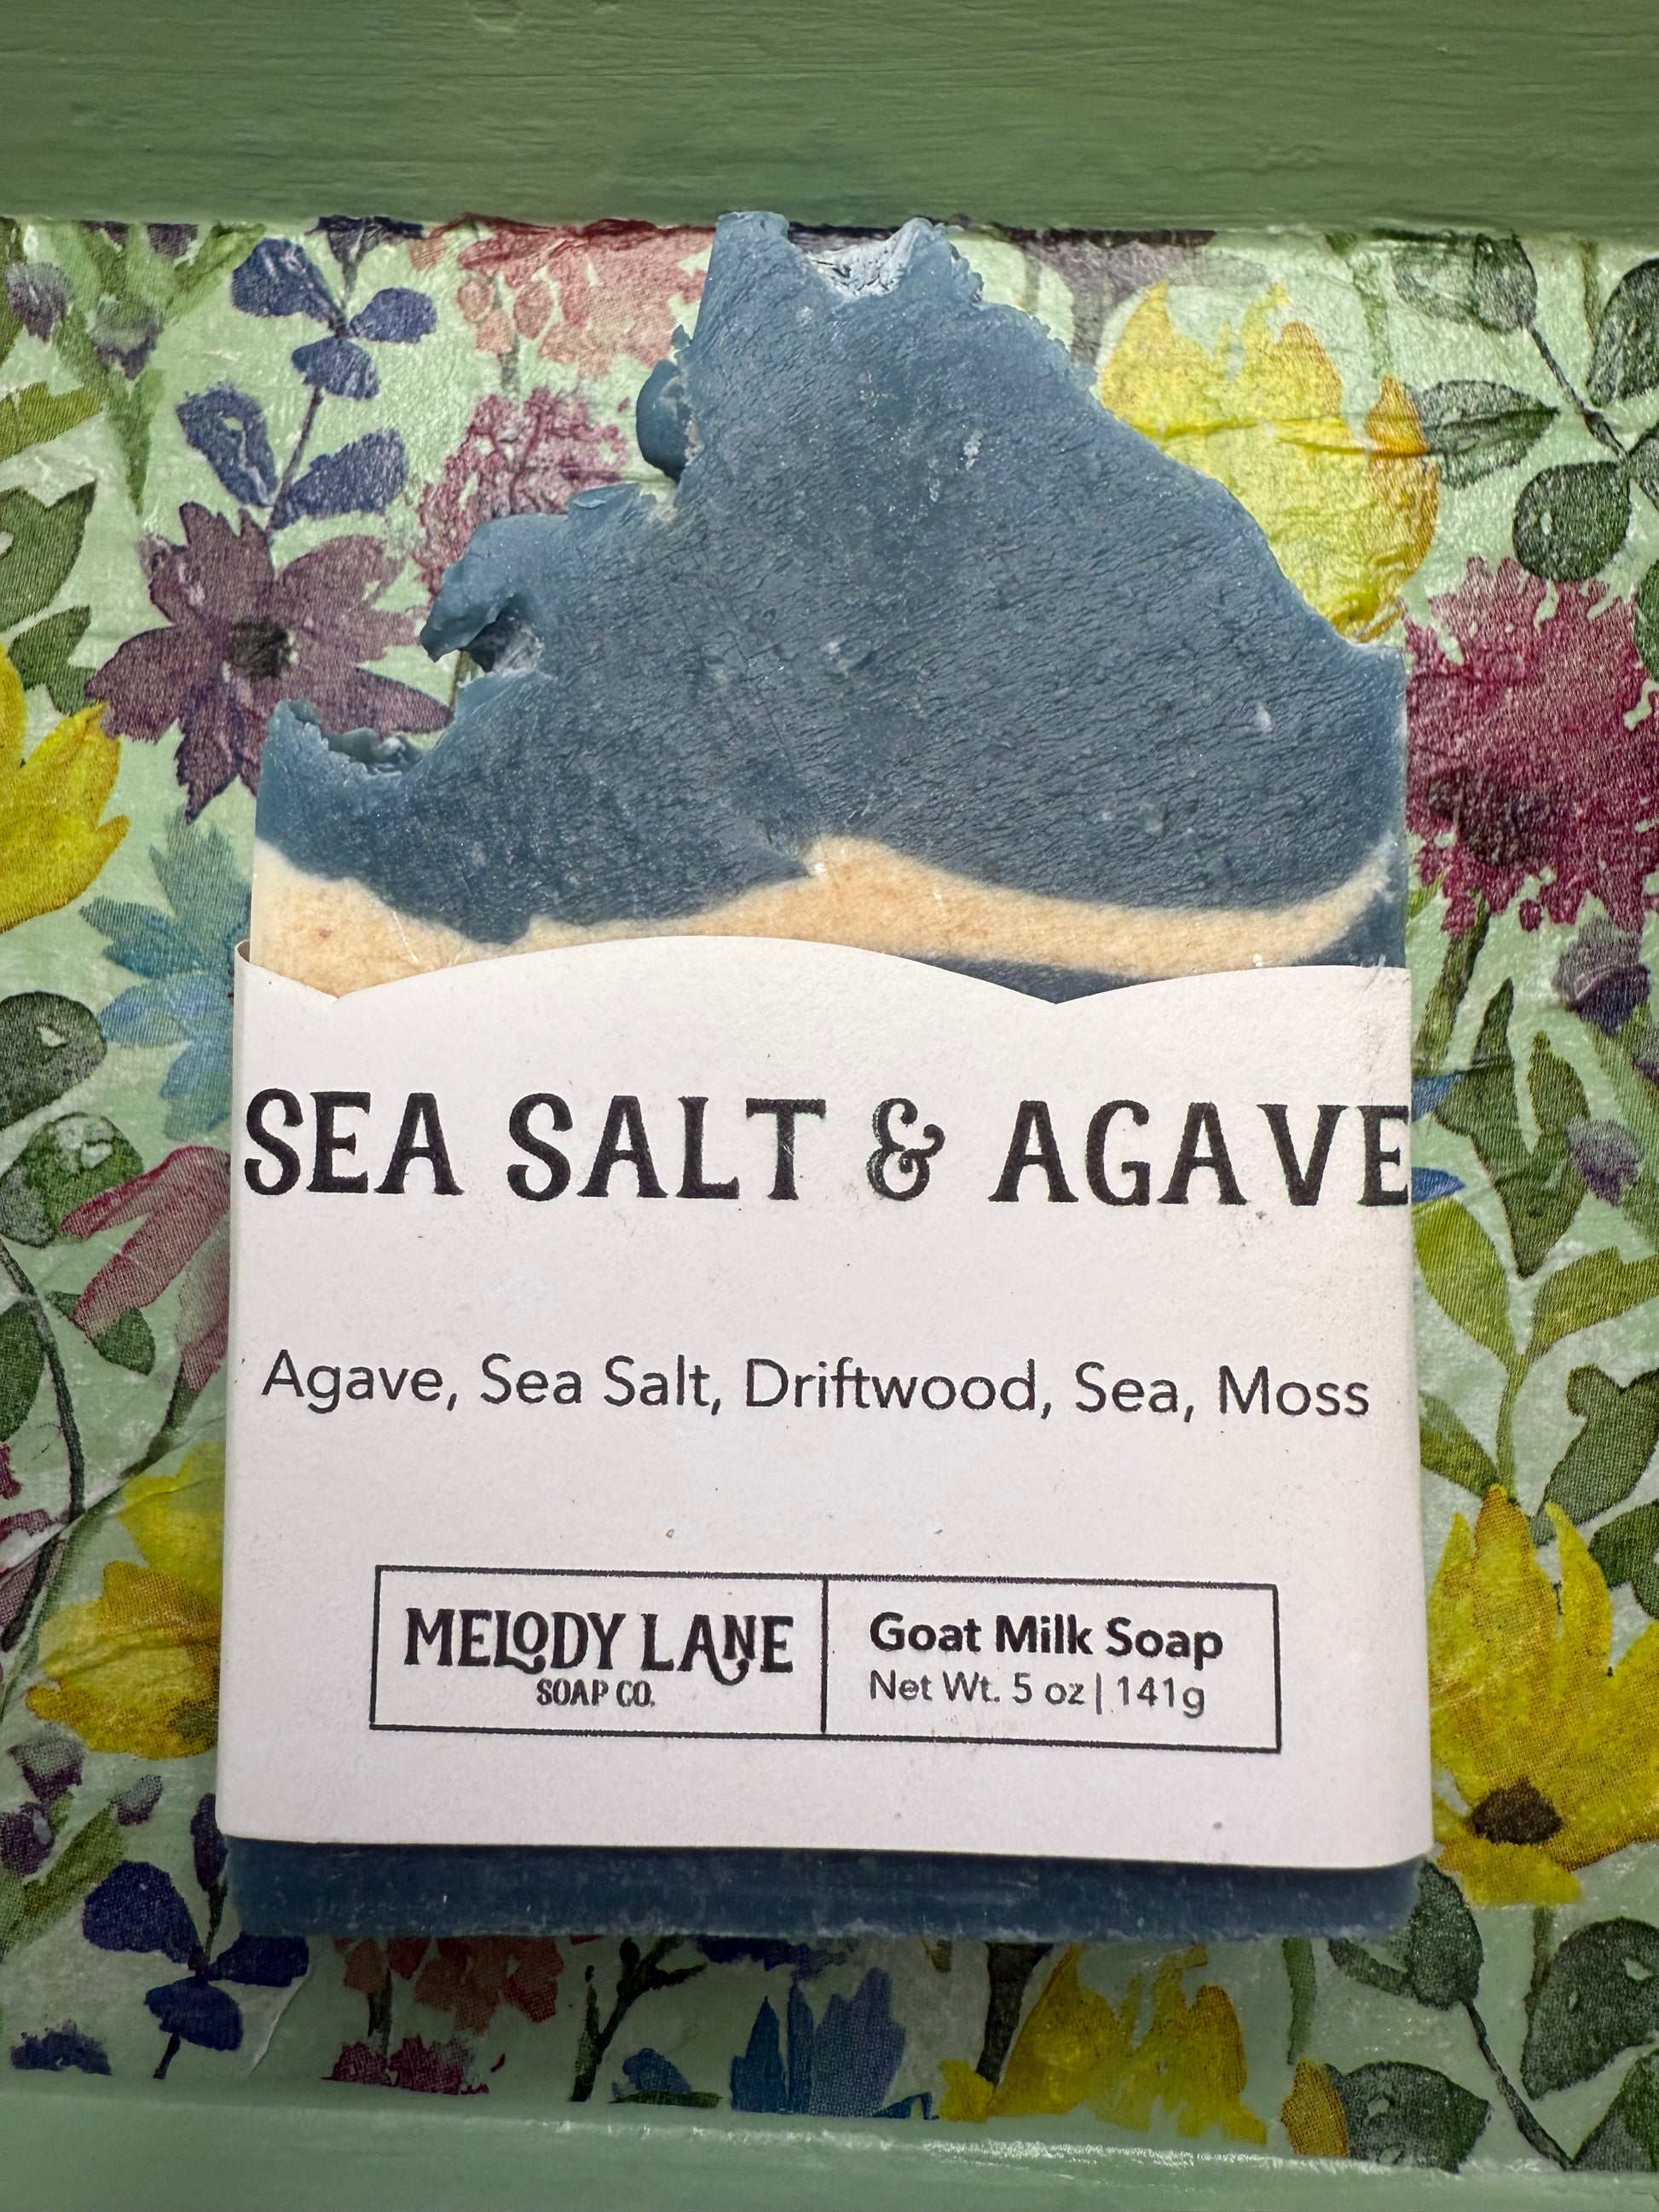 SEA SALT & AGAVE
Agave, Sea Salt, Driftwood, Sea, Moss
MELODY LANE
SOAP CO.
Goat Milk Soap
Net Wt. 5 oz | 141g